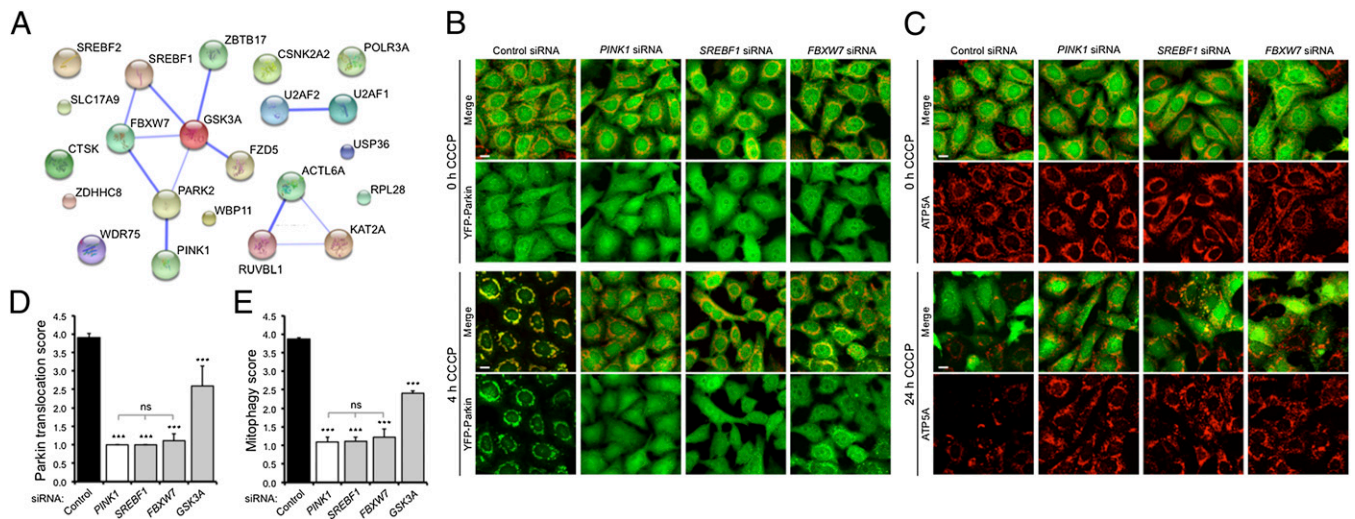 A
SREBF2
SREBF1
ZBTB17
CSNK2A2
POLR3A
SLC17A9
U2AF2
U2AF1
FBXW7
GSK3A
CTSK
FZD5
USP36
ACTL6A
ZDHHC8
PARK2
RPL28
WBP11
WDR75
KAT2A
PINK1
RUVBL1
B
Control siRNA
PINK1 siRNA
SREBF1 siRNA
FBXW7 siRNA
0 h CCCP
Merge
YFP-Parkin
4 h CCCP
Merge
YFP-Parkin
C
Control siRNA
PINK1 siRNA
SREBF1 siRNA
FBXW7 siRNA
0 h CCCP
Merge
ATP5A
24 h CCCP
Merge
ATP5A
D
Parkin translocation score
4.5
4.0
3.5
3.0
2.5
2.0
1.5
1.0
0.5
0.0
ns
***
***
***
***
siRNA:
Control
PINK1
SREBF1
FBXW7
GSK3A
E
Mitophagy score
4.5
4.0
3.5
3.0
2.5
2.0
1.5
1.0
0.5
0.0
ns
***
***
***
***
siRNA:
Control
PINK1
SREBF1
FBXW7
GSK3A